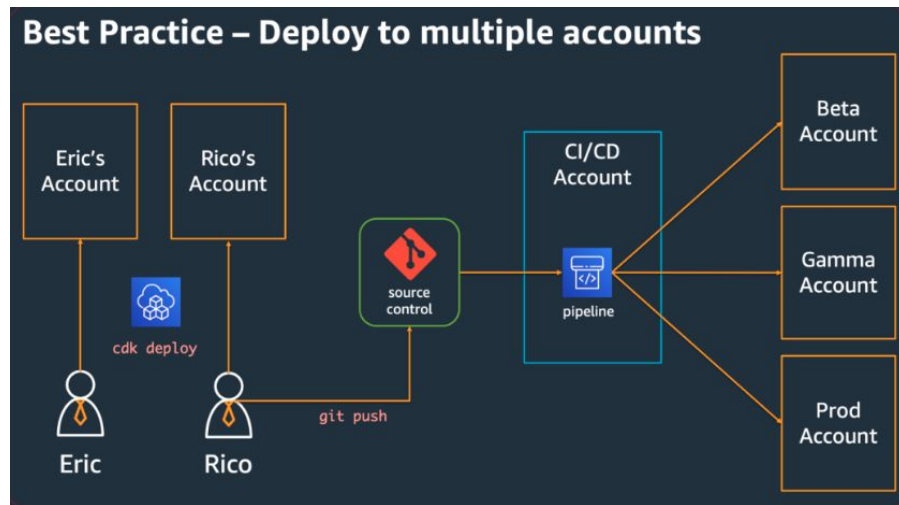 Best Practice – Deploy to multiple accounts
Eric's
Account
Rico's
Account
cdk deploy
Eric
Rico
git push
source
control
CI/CD
Account
pipeline
Beta
Account
Gamma
Account
Prod
Account